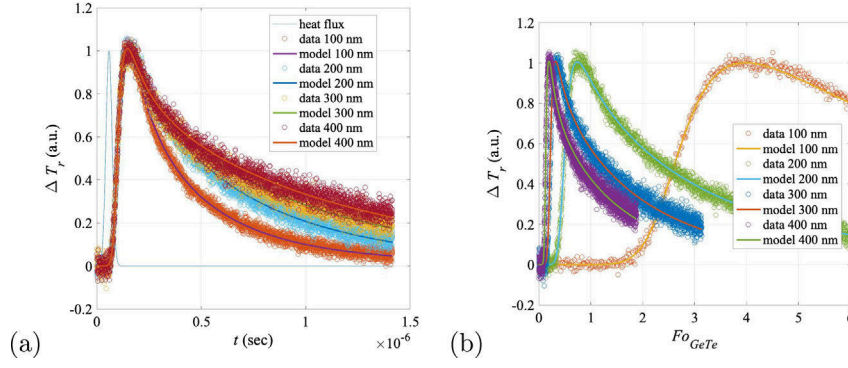 1.2
1
0.8
0.6
0.4
0.2
0
-0.2
Δ T_r (a.u.)
heat flux
data 100 nm
model 100 nm
data 200 nm
model 200 nm
data 300 nm
model 300 nm
data 400 nm
model 400 nm
0 0.5 1 1.5
t (sec) ×10⁻⁶
(a)
1.2
1
0.8
0.6
0.4
0.2
0
-0.2
Δ T_r (a.u.)
data 100 nm
model 100 nm
data 200 nm
model 200 nm
data 300 nm
model 300 nm
data 400 nm
model 400 nm
0 1 2 3 4 5 6
Fo_GeTe
(b)